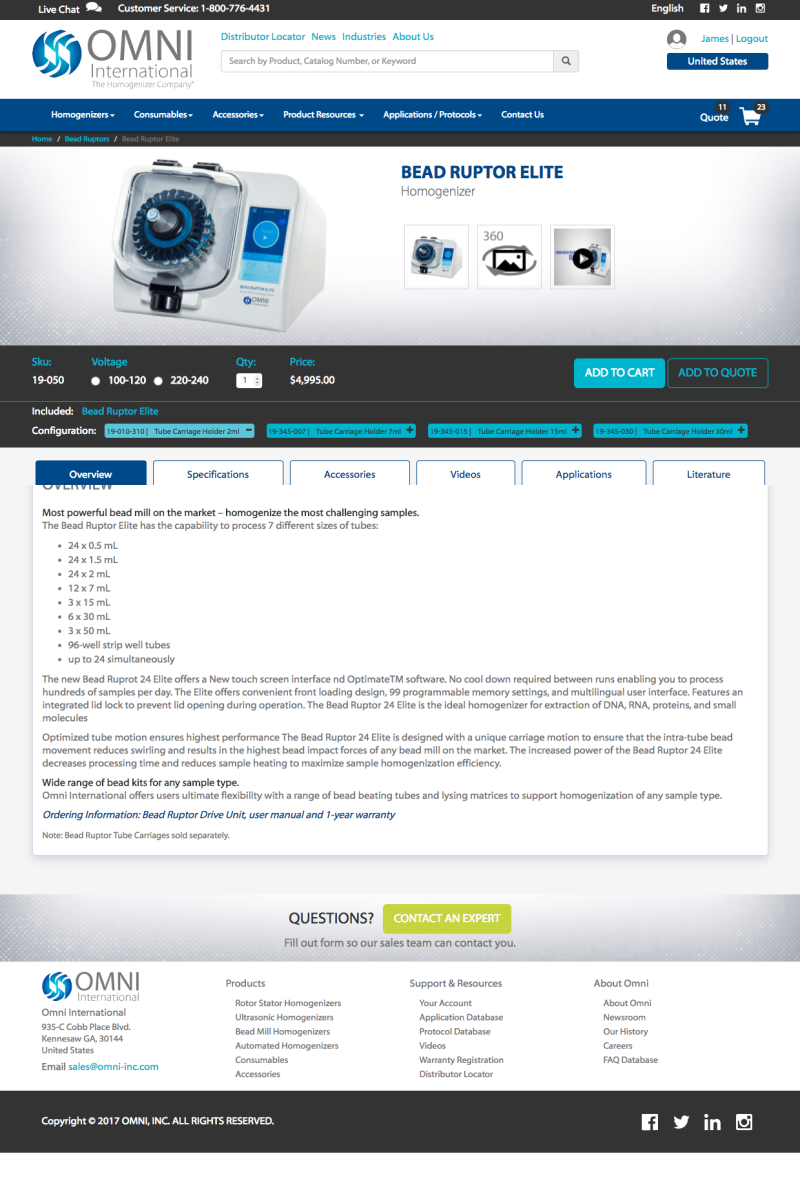 Live Chat Customer Service: 1-800-776-4431 English
Distributor Locator News Industries About Us
James | Logout
OMNI
International
The Homogenizer Company®
Search by Product, Catalog Number, or Keyword
United States
Homogenizers Consumables Accessories Product Resources Applications / Protocols Contact Us
11
Quote
23
Home / Bead Ruptors / Bead Ruptor Elite
BEAD RUPTOR ELITE
Homogenizer
BEAD RUPTOR ELITE
OMNI
360
Sku: Voltage Qty: Price:
19-050 100-120 220-240 1 $4,995.00
ADD TO CART ADD TO QUOTE
Included: Bead Ruptor Elite
Configuration: 19-010-310 | Tube Carriage Holder 2ml 19-345-007 | Tube Carriage Holder 7ml 19-345-015 | Tube Carriage Holder 15ml 19-345-030 | Tube Carriage Holder 30ml
Overview Specifications Accessories Videos Applications Literature
OVERVIEW
Most powerful bead mill on the market – homogenize the most challenging samples.
The Bead Ruptor Elite has the capability to process 7 different sizes of tubes:
• 24 x 0.5 mL
• 24 x 1.5 mL
• 24 x 2 mL
• 12 x 7 mL
• 3 x 15 mL
• 6 x 30 mL
• 3 x 50 mL
• 96-well strip well tubes
• up to 24 simultaneously
The new Bead Ruprot 24 Elite offers a New touch screen interface nd OptimateTM software. No cool down required between runs enabling you to process
hundreds of samples per day. The Elite offers convenient front loading design, 99 programmable memory settings, and multilingual user interface. Features an
integrated lid lock to prevent lid opening during operation. The Bead Ruptor 24 Elite is the ideal homogenizer for extraction of DNA, RNA, proteins, and small
molecules
Optimized tube motion ensures highest performance The Bead Ruptor 24 Elite is designed with a unique carriage motion to ensure that the intra-tube bead
movement reduces swirling and results in the highest bead impact forces of any bead mill on the market. The increased power of the Bead Ruptor 24 Elite
decreases processing time and reduces sample heating to maximize sample homogenization efficiency.
Wide range of bead kits for any sample type.
Omni International offers users ultimate flexibility with a range of bead beating tubes and lysing matrices to support homogenization of any sample type.
Ordering Information: Bead Ruptor Drive Unit, user manual and 1-year warranty
Note: Bead Ruptor Tube Carriages sold separately.
QUESTIONS? CONTACT AN EXPERT
Fill out form so our sales team can contact you.
OMNI
International
Omni International
935-C Cobb Place Blvd.
Kennesaw GA, 30144
United States
Email sales@omni-inc.com
Products
Rotor Stator Homogenizers
Ultrasonic Homogenizers
Bead Mill Homogenizers
Automated Homogenizers
Consumables
Accessories
Support & Resources
Your Account
Application Database
Protocol Database
Videos
Warranty Registration
Distributor Locator
About Omni
About Omni
Newsroom
Our History
Careers
FAQ Database
Copyright © 2017 OMNI, INC. ALL RIGHTS RESERVED.